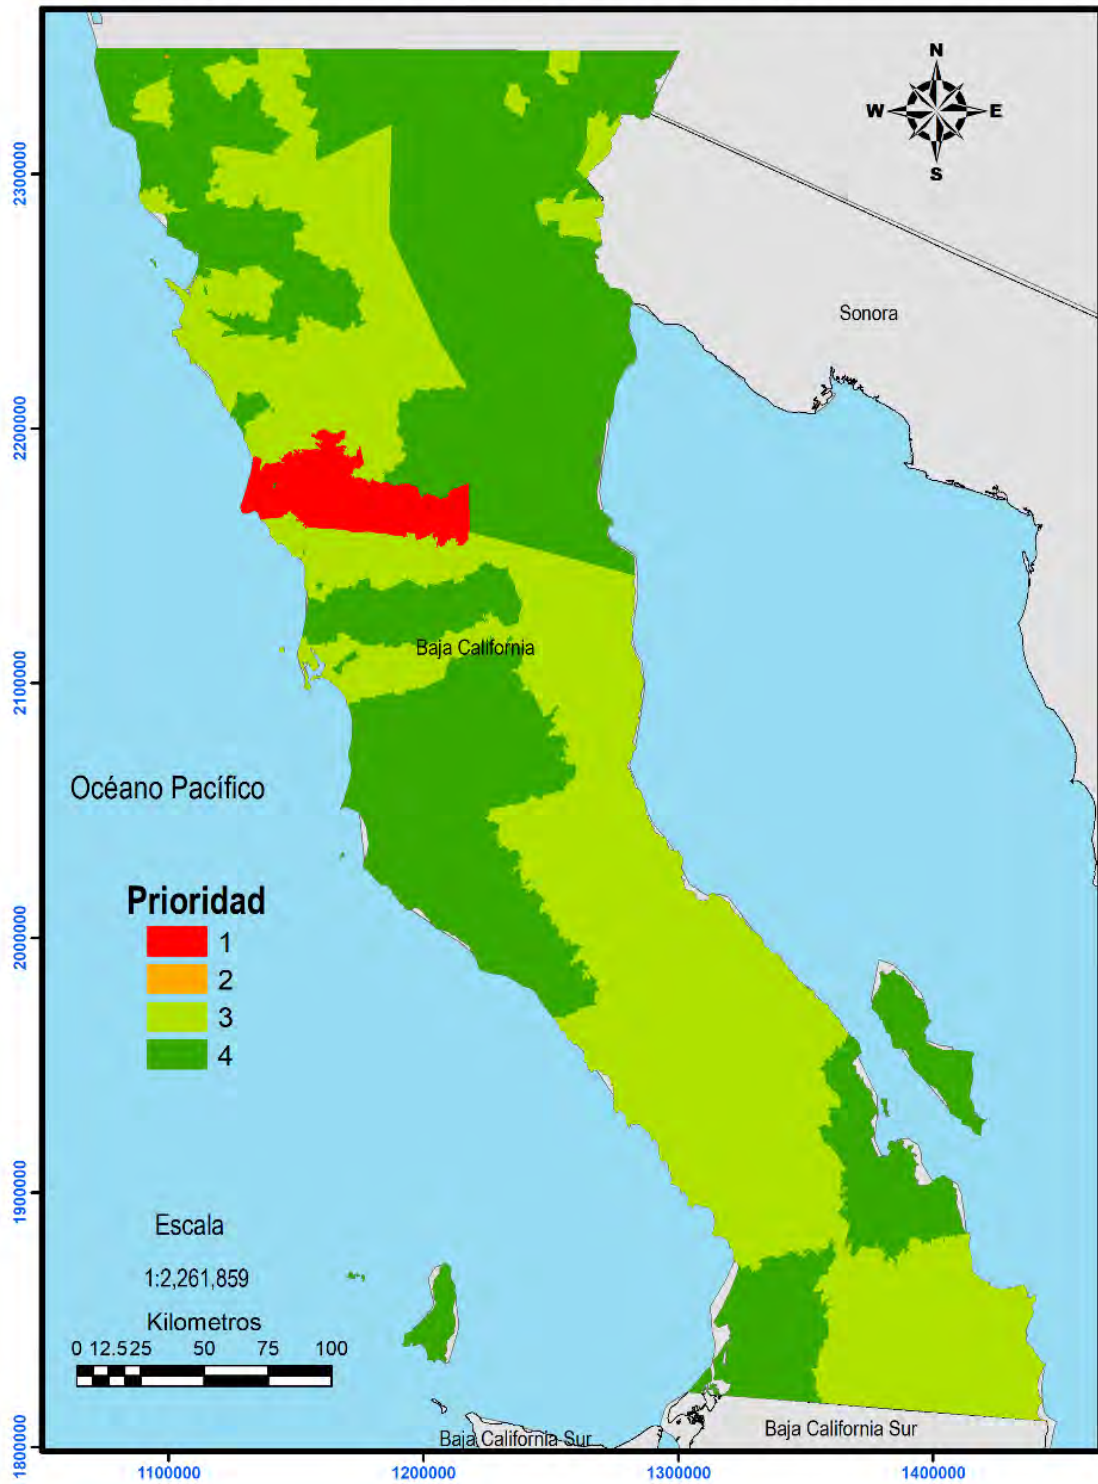 N
W E
S
2300000
Sonora
2200000
Baja California
2100000
Océano Pacífico
Prioridad
1
2000000
2
3
4
1900000
Escala
1:2,261,859
Kilometros
0 12.525 50 75 100
Baja California Sur
Baja California Sur
1800000
1100000 1200000 1300000 1400000